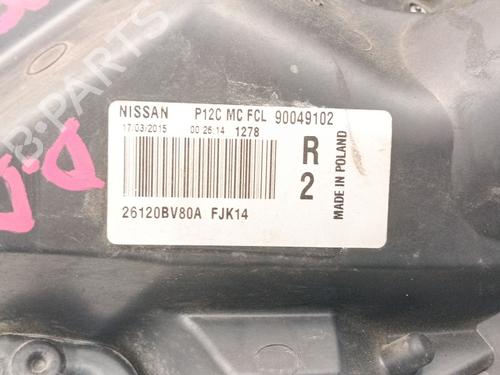 B-PARTS
NISSAN P12C MC FCL 90049102
17/03/2015 00:26:14 1278
R
2
MADE IN POLAND
26120BV80A FJK14